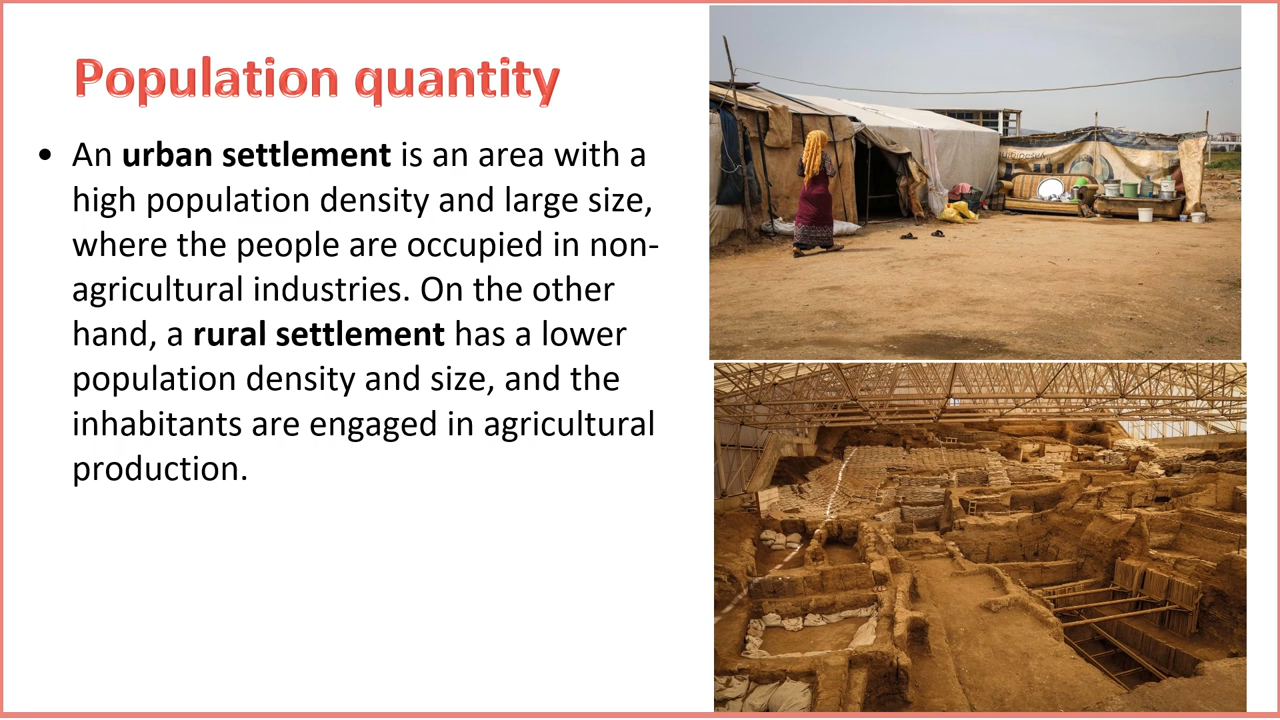 Population quantity
• An urban settlement is an area with a
high population density and large size,
where the people are occupied in non-
agricultural industries. On the other
hand, a rural settlement has a lower
population density and size, and the
inhabitants are engaged in agricultural
production.